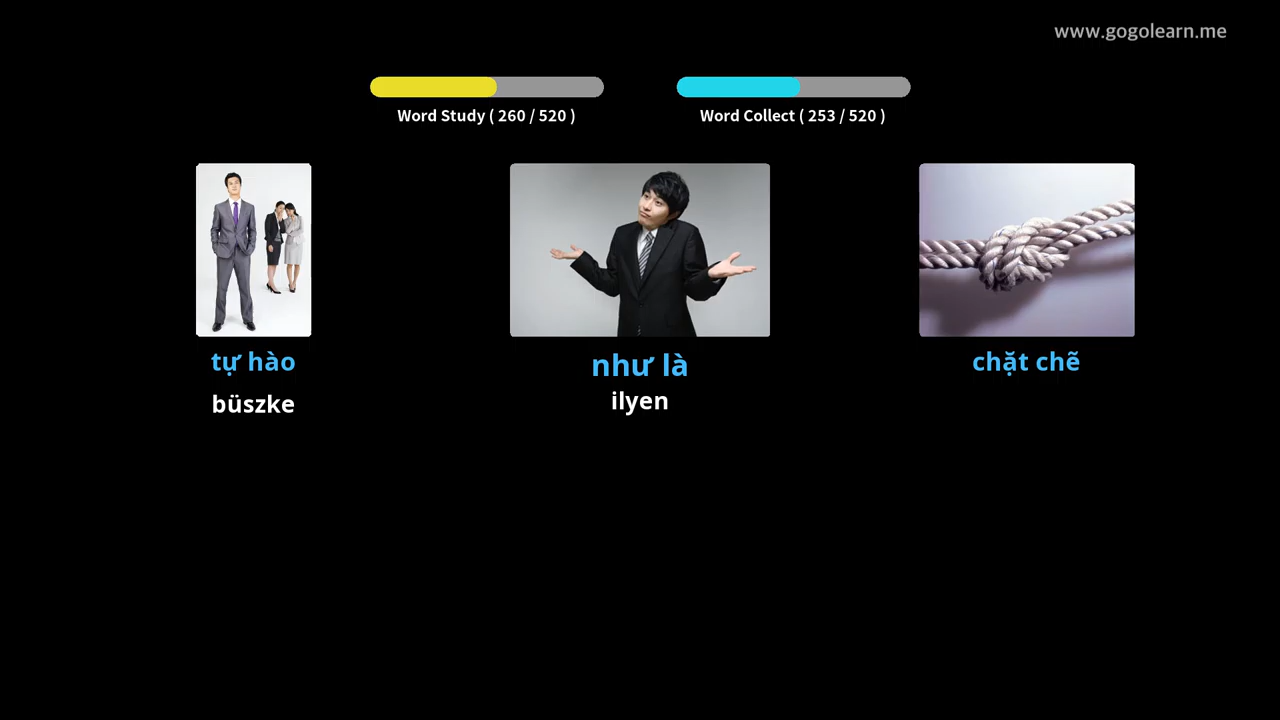 www.gogolearn.me
Word Study ( 260 / 520 )
Word Collect ( 253 / 520 )
tự hào
büszke
như là
ilyen
chặt chẽ